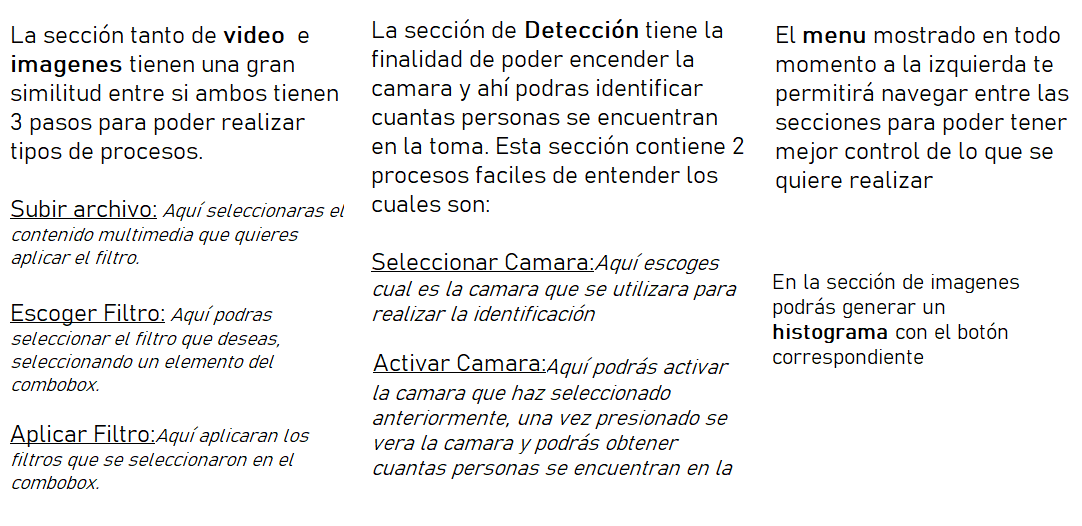 La sección tanto de video e
imagenes tienen una gran
similitud entre si ambos tienen
3 pasos para poder realizar
tipos de procesos.
Subir archivo: Aquí seleccionaras el
contenido multimedia que quieres
aplicar el filtro.
Escoger Filtro: Aquí podras
seleccionar el filtro que deseas,
seleccionando un elemento del
combobox.
Aplicar Filtro:Aquí aplicaran los
filtros que se seleccionaron en el
combobox.
La sección de Detección tiene la
finalidad de poder encender la
camara y ahí podras identificar
cuantas personas se encuentran
en la toma. Esta sección contiene 2
procesos faciles de entender los
cuales son:
Seleccionar Camara:Aquí escoges
cual es la camara que se utilizara para
realizar la identificación
Activar Camara:Aquí podrás activar
la camara que haz seleccionado
anteriormente, una vez presionado se
vera la camara y podrás obtener
cuantas personas se encuentran en la
El menu mostrado en todo
momento a la izquierda te
permitirá navegar entre las
secciones para poder tener
mejor control de lo que se
quiere realizar
En la sección de imagenes
podrás generar un
histograma con el botón
correspondiente